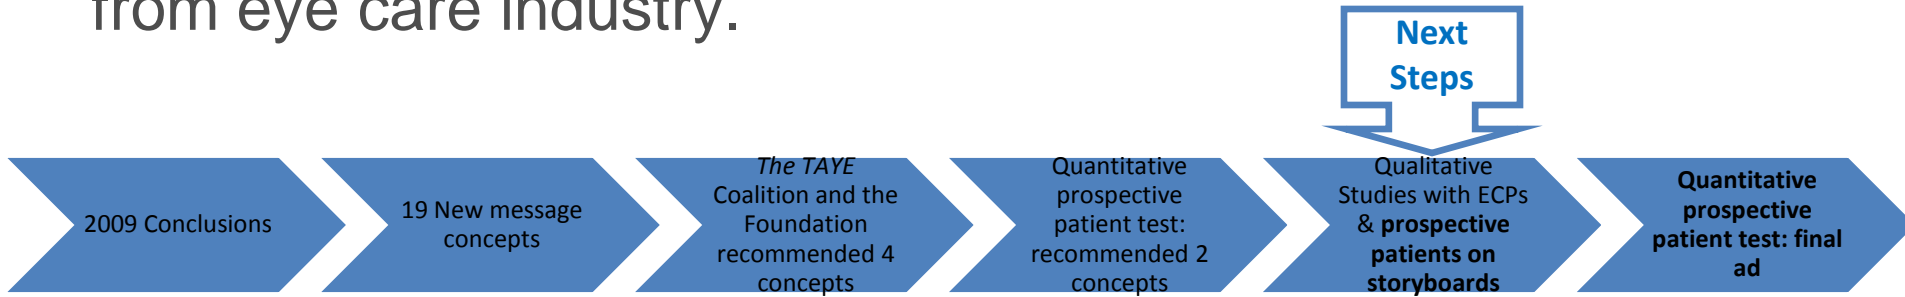 from eye care industry.
Next
Steps
2009 Conclusions
19 New message
concepts
The TAYE
Coalition and the
Foundation
recommended 4
concepts
Quantitative
prospective
patient test:
recommended 2
concepts
Qualitative
Studies with ECPs
& prospective
patients on
storyboards
Quantitative
prospective
patient test: final
ad